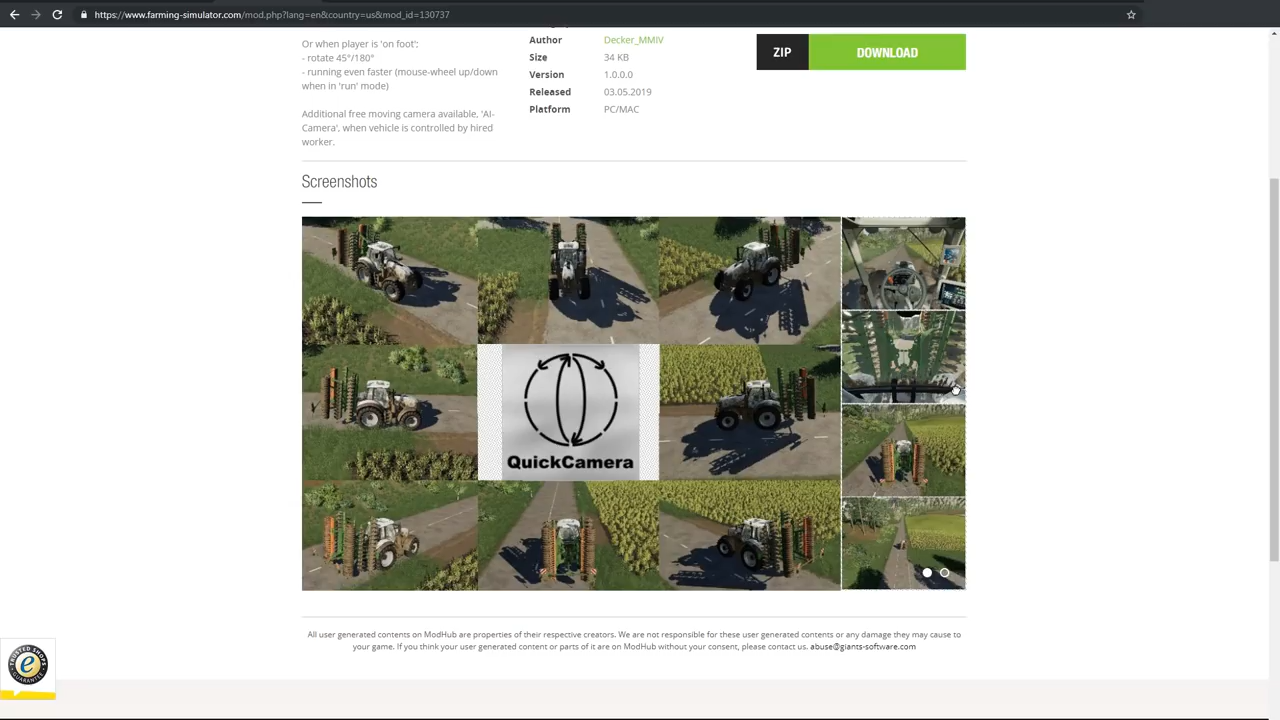 https://www.farming-simulator.com/mod.php?lang=en&country=us&mod_id=130737
Or when player is 'on foot';
- rotate 45°/180°
- running even faster (mouse-wheel up/down
when in 'run' mode)
Additional free moving camera available, 'AI-
Camera', when vehicle is controlled by hired
worker.
Author Decker_MMIV
Size 34 KB
Version 1.0.0.0
Released 03.05.2019
Platform PC/MAC
ZIP DOWNLOAD
Screenshots
QuickCamera
All user generated contents on ModHub are properties of their respective creators. We are not responsible for these user generated contents or any damage they may cause to
your game. If you think your user generated content or parts of it are on ModHub without your consent, please contact us. abuse@giants-software.com
TRUSTED SHOPS
GUARANTEE